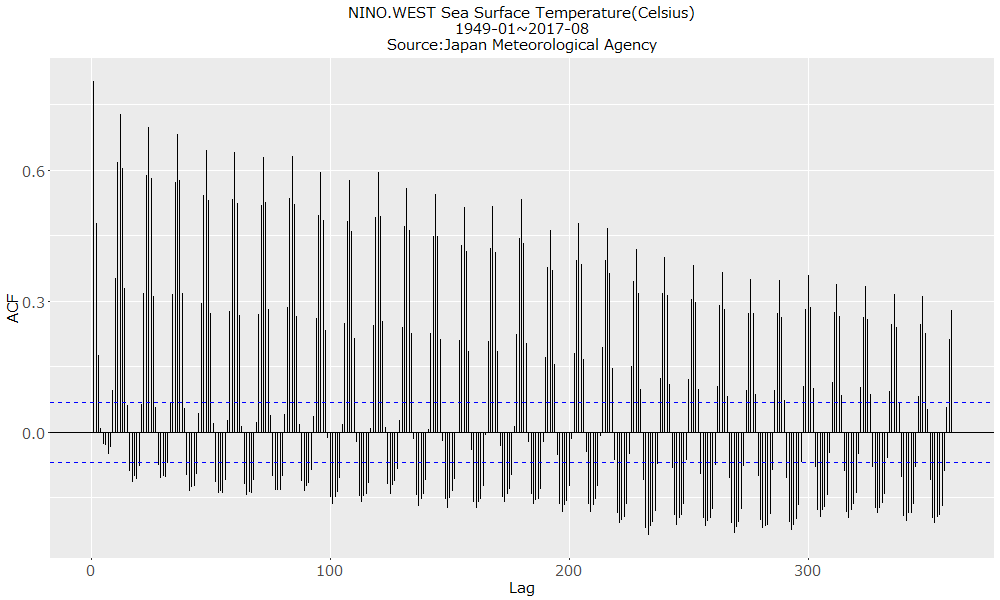 NINO.WEST Sea Surface Temperature(Celsius)
1949-01~2017-08
Source:Japan Meteorological Agency
ACF
0.6
0.3
0.0
0
100
200
300
Lag